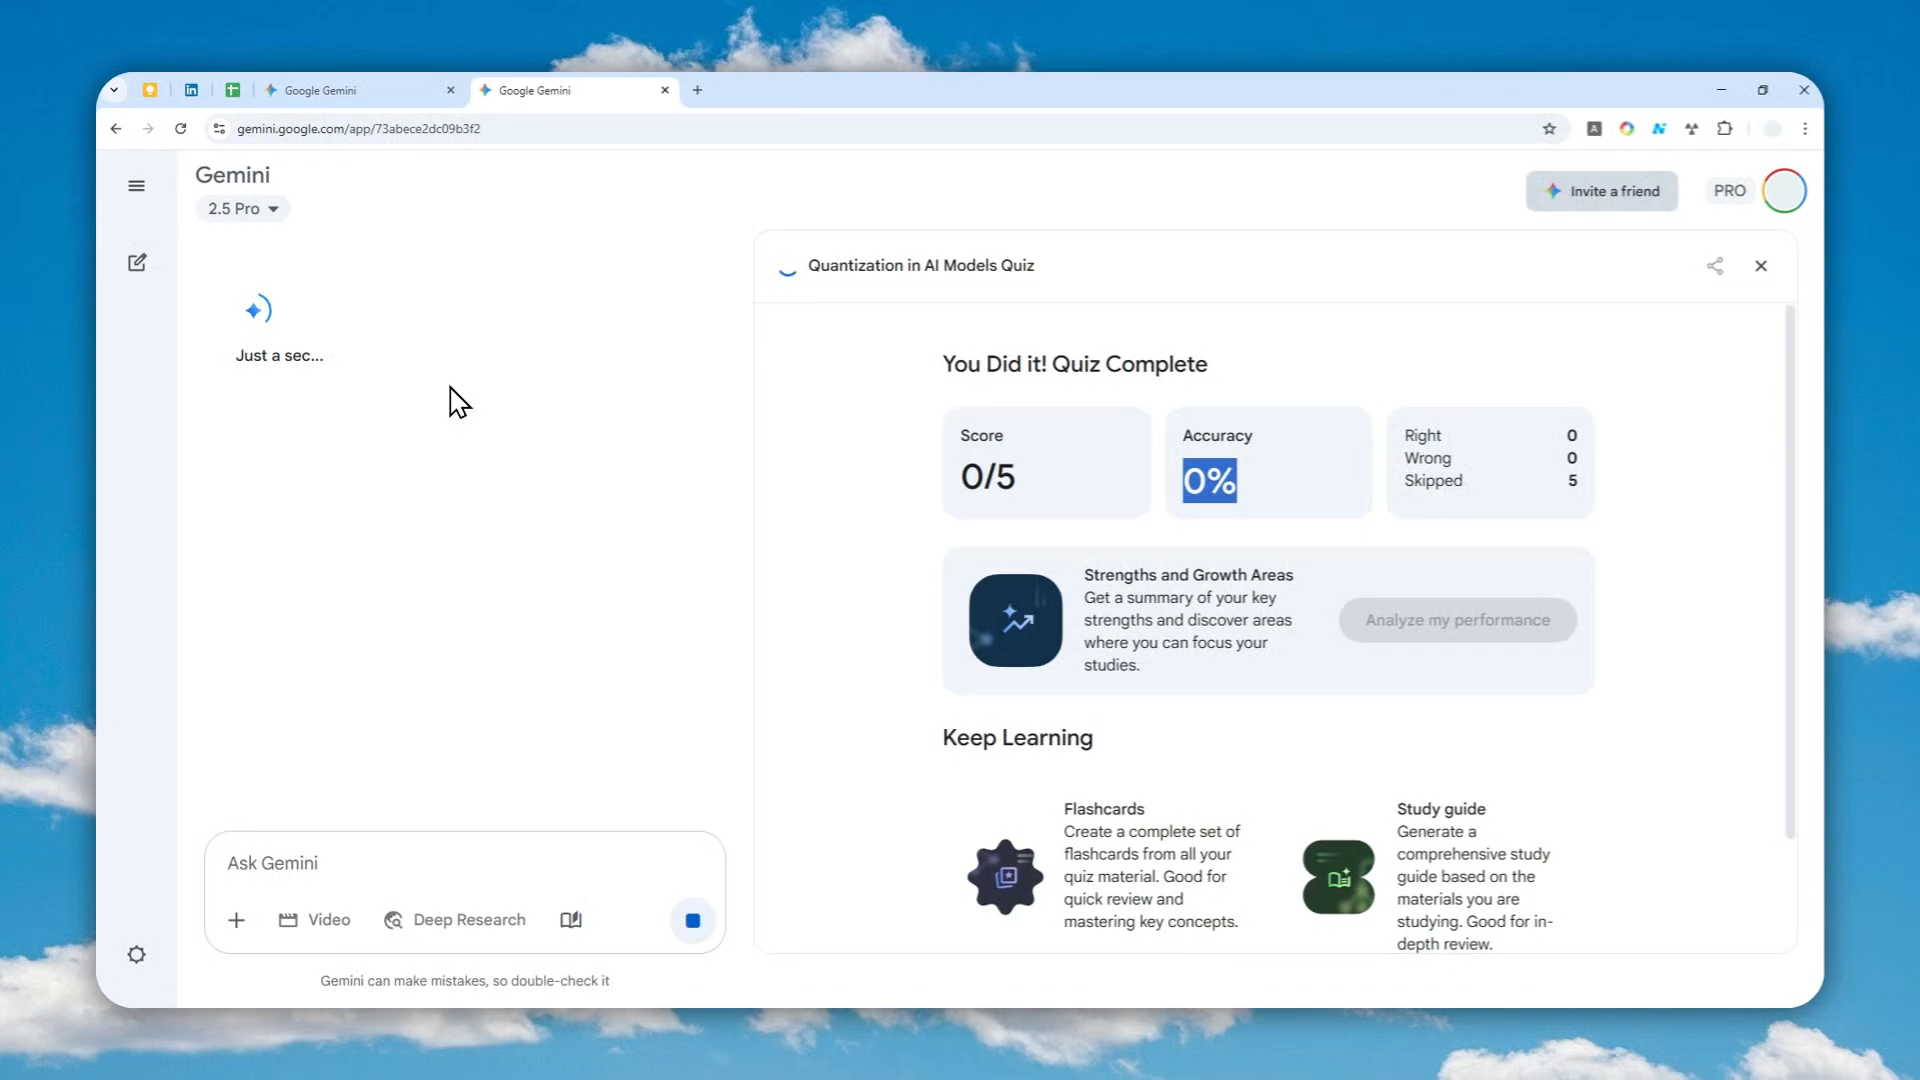 Google Gemini
Google Gemini
gemini.google.com/app/73abece2dc09b3f2
Gemini
2.5 Pro
Invite a friend
PRO
Just a sec...
Quantization in AI Models Quiz
You Did it! Quiz Complete
Score
0/5
Accuracy
0%
Right 0
Wrong 0
Skipped 5
Strengths and Growth Areas
Get a summary of your key
strengths and discover areas
where you can focus your
studies.
Analyze my performance
Keep Learning
Flashcards
Create a complete set of
flashcards from all your
quiz material. Good for
quick review and
mastering key concepts.
Study guide
Generate a
comprehensive study
guide based on the
materials you are
studying. Good for in-
depth review.
Ask Gemini
Video
Deep Research
Gemini can make mistakes, so double-check it